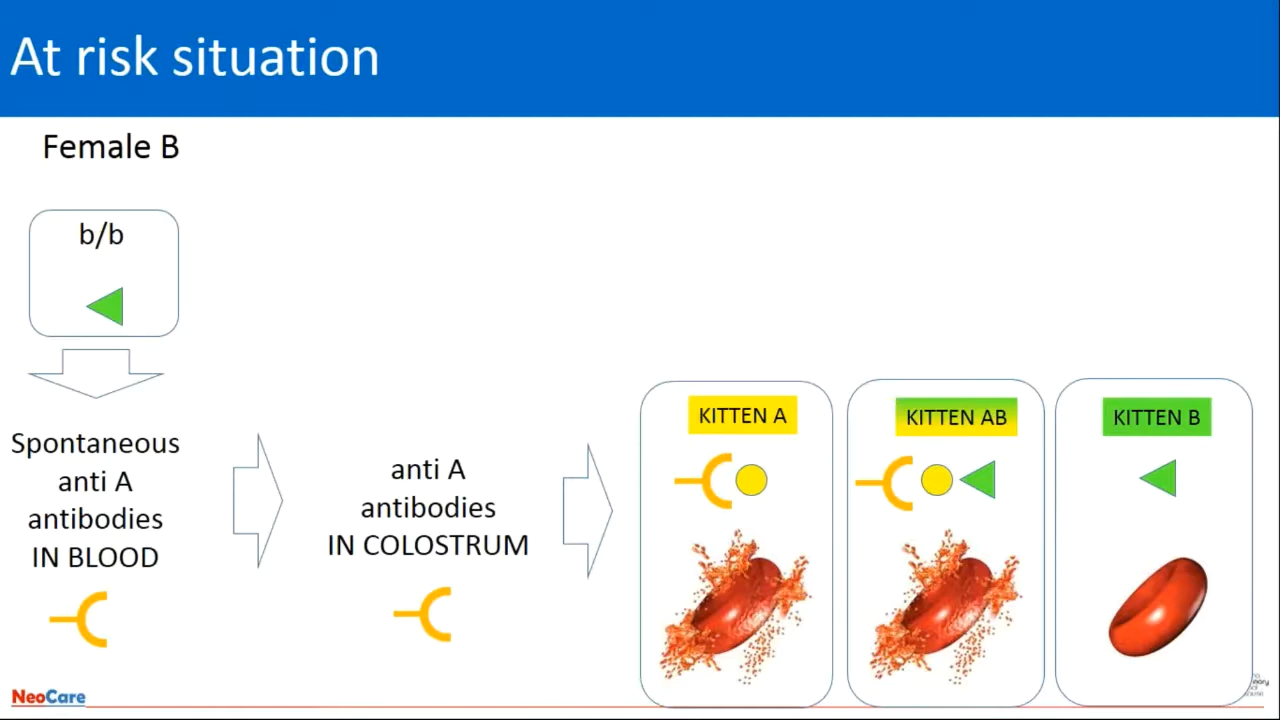 At risk situation
Female B
b/b
Spontaneous
anti A
antibodies
IN BLOOD
anti A
antibodies
IN COLOSTRUM
KITTEN A
KITTEN AB
KITTEN B
NeoCare